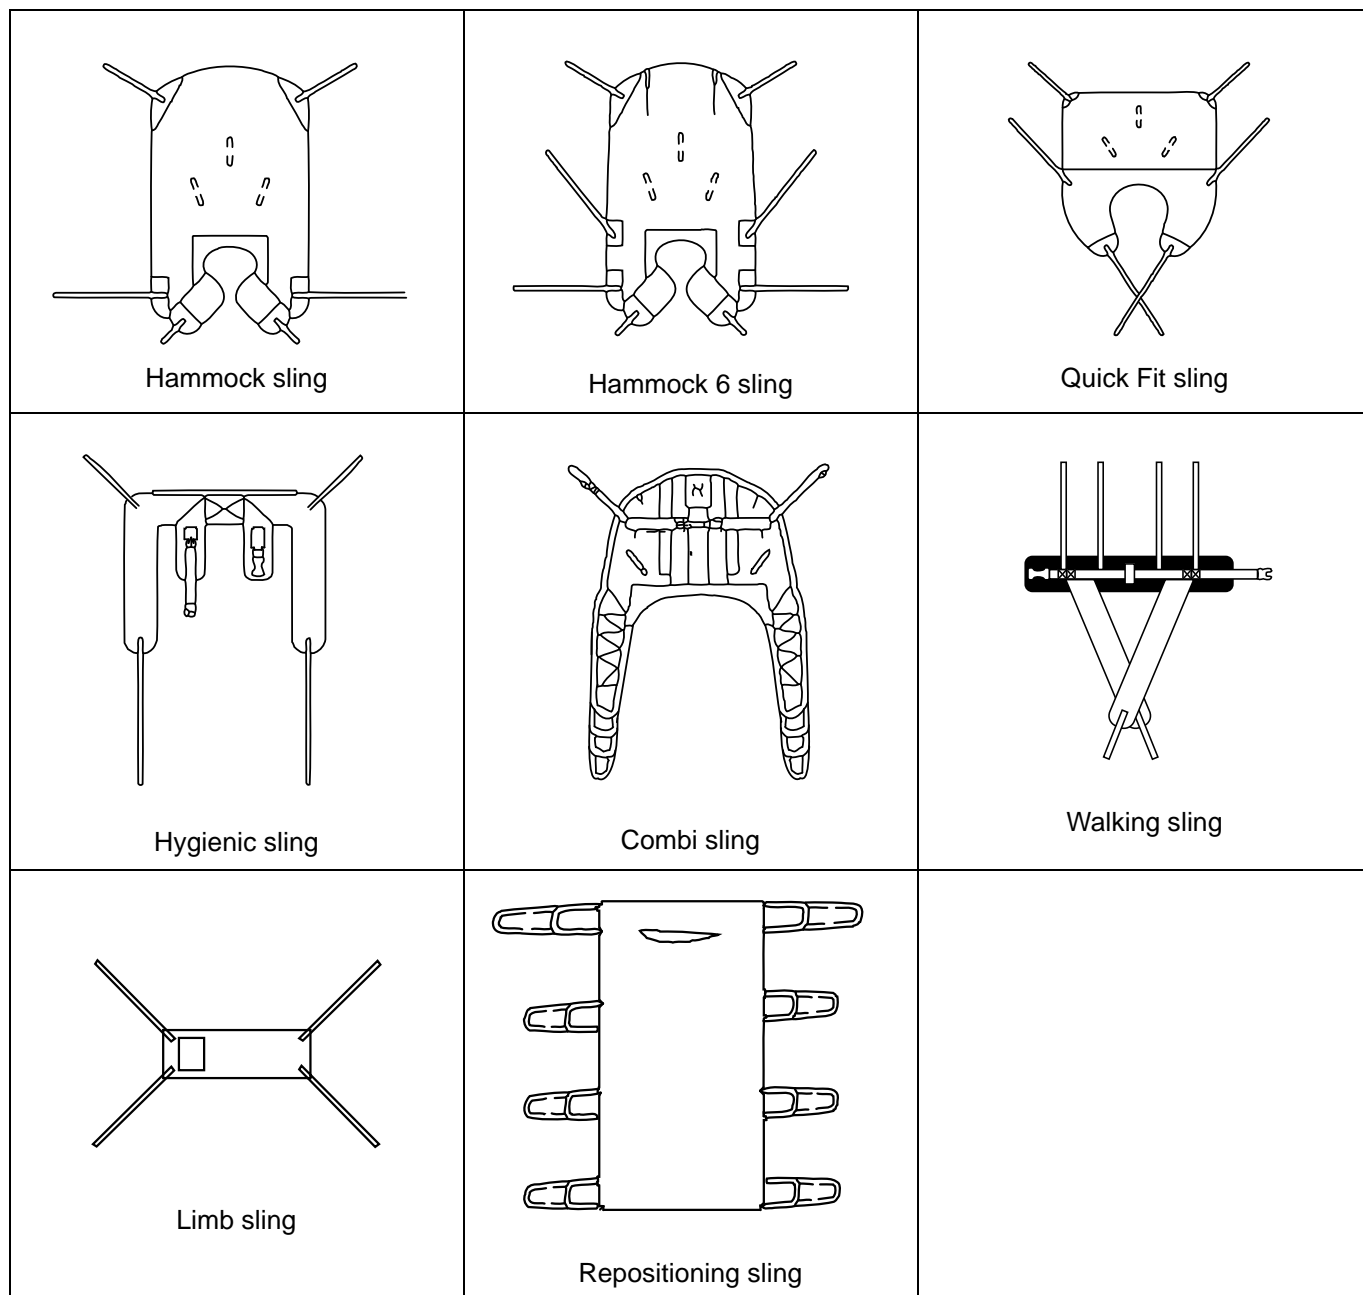 Hammock sling
Hammock 6 sling
Quick Fit sling
Hygienic sling
Combi sling
Walking sling
Limb sling
Repositioning sling